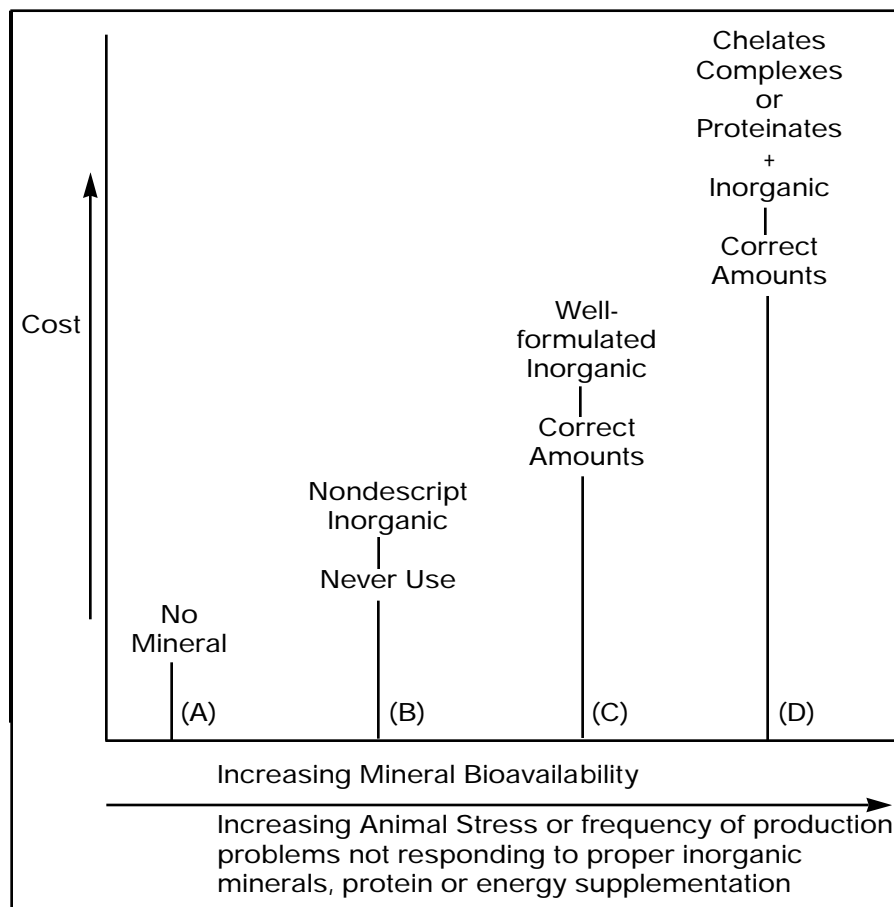 Chelates
Complexes
or
Proteinates
+
Inorganic
Correct
Amounts
Well-
formulated
Inorganic
Correct
Amounts
Cost
Nondescript
Inorganic
Never Use
No
Mineral
(A)
(B)
(C)
(D)
Increasing Mineral Bioavailability
Increasing Animal Stress or frequency of production
problems not responding to proper inorganic
minerals, protein or energy supplementation